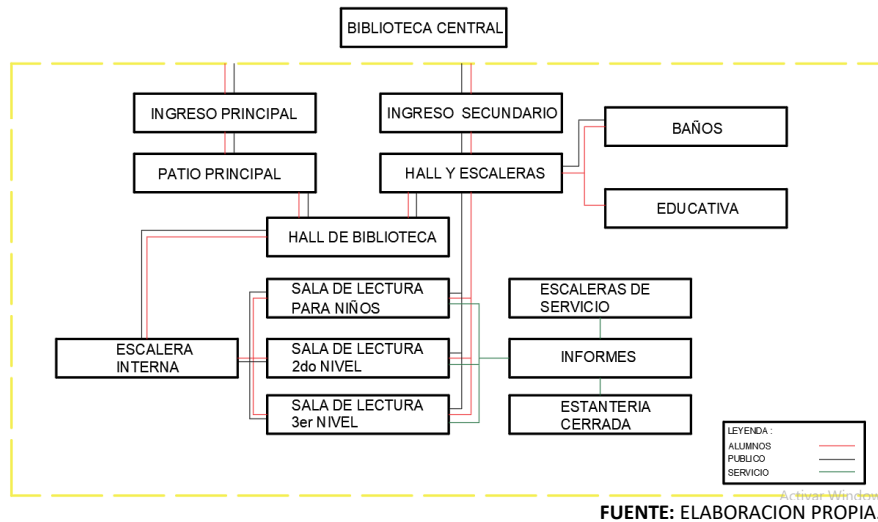 BIBLIOTECA CENTRAL
INGRESO PRINCIPAL
INGRESO SECUNDARIO
BAÑOS
PATIO PRINCIPAL
HALL Y ESCALERAS
EDUCATIVA
HALL DE BIBLIOTECA
SALA DE LECTURA
PARA NIÑOS
ESCALERAS DE
SERVICIO
ESCALERA
INTERNA
SALA DE LECTURA
2do NIVEL
INFORMES
SALA DE LECTURA
3er NIVEL
ESTANTERIA
CERRADA
LEYENDA :
ALUMNOS
PUBLICO
SERVICIO
Activar Window
FUENTE: ELABORACION PROPIA.